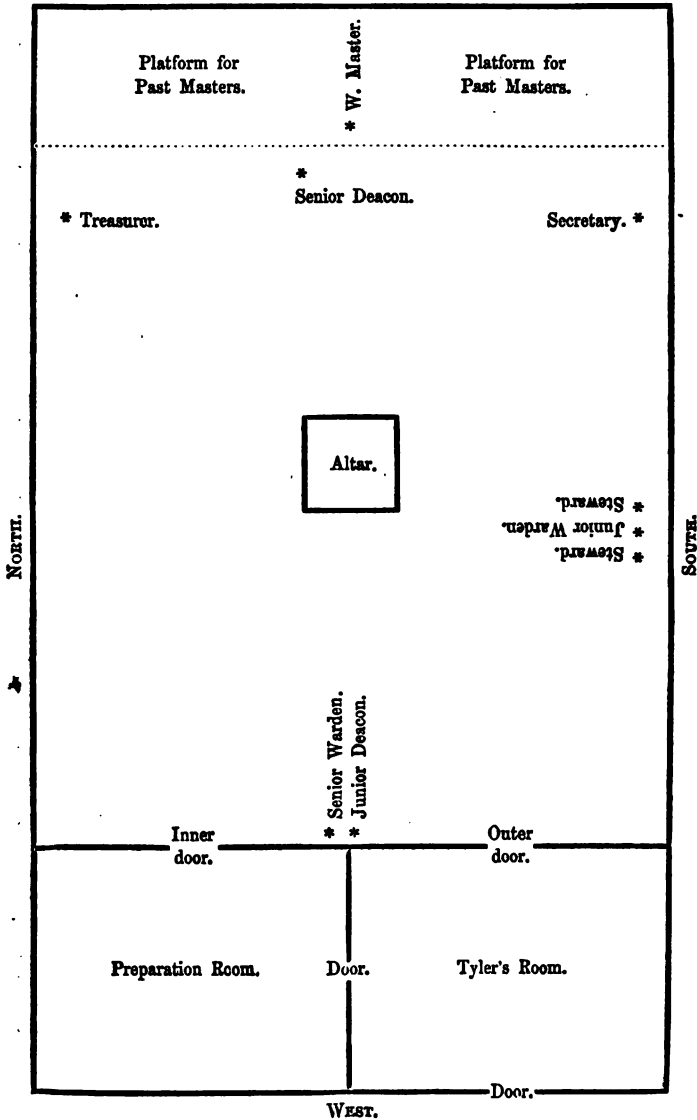 Platform for
Past Masters.
* W. Master.
Platform for
Past Masters.
*
Senior Deacon.
* Treasurer.
Secretary. *
Altar.
Steward. *
Junior Warden. *
Steward. *
NORTH.
SOUTH.
* Senior Warden.
* Junior Deacon.
Inner
door.
Outer
door.
Preparation Room.
Door.
Tyler's Room.
Door.
WEST.